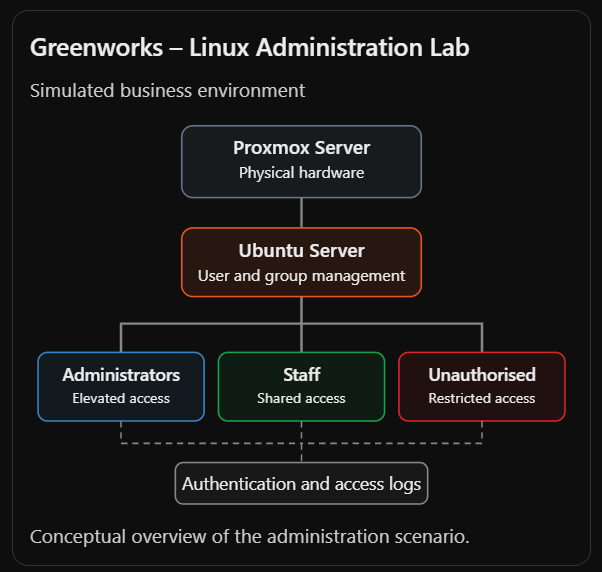 Greenworks – Linux Administration Lab
Simulated business environment
Proxmox Server
Physical hardware
Ubuntu Server
User and group management
Administrators
Elevated access
Staff
Shared access
Unauthorised
Restricted access
Authentication and access logs
Conceptual overview of the administration scenario.